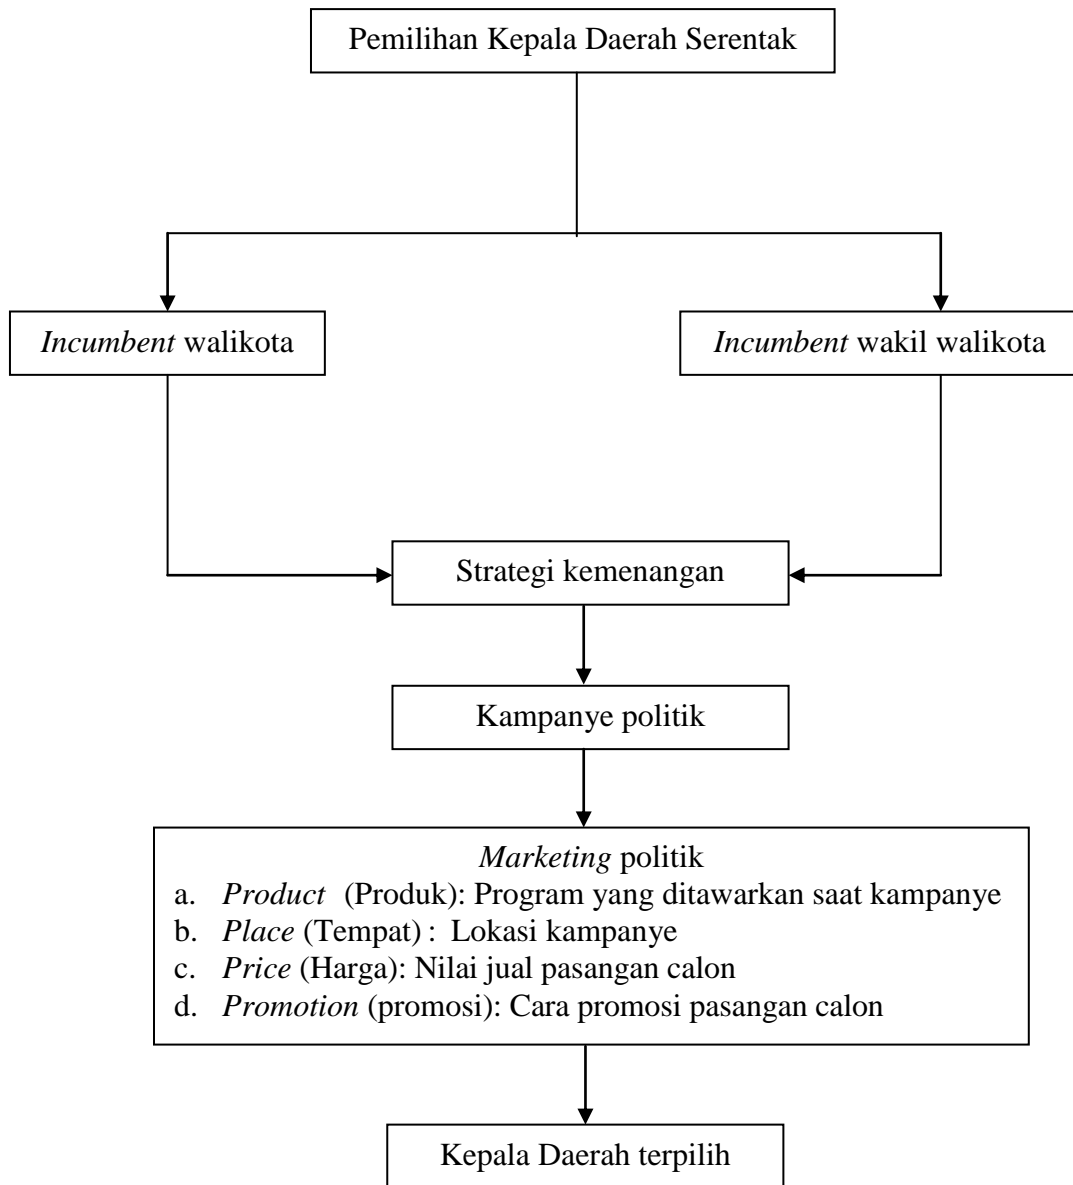 Pemilihan Kepala Daerah Serentak
Incumbent walikota
Incumbent wakil walikota
Strategi kemenangan
Kampanye politik
Marketing politik
a. Product (Produk): Program yang ditawarkan saat kampanye
b. Place (Tempat) : Lokasi kampanye
c. Price (Harga): Nilai jual pasangan calon
d. Promotion (promosi): Cara promosi pasangan calon
Kepala Daerah terpilih